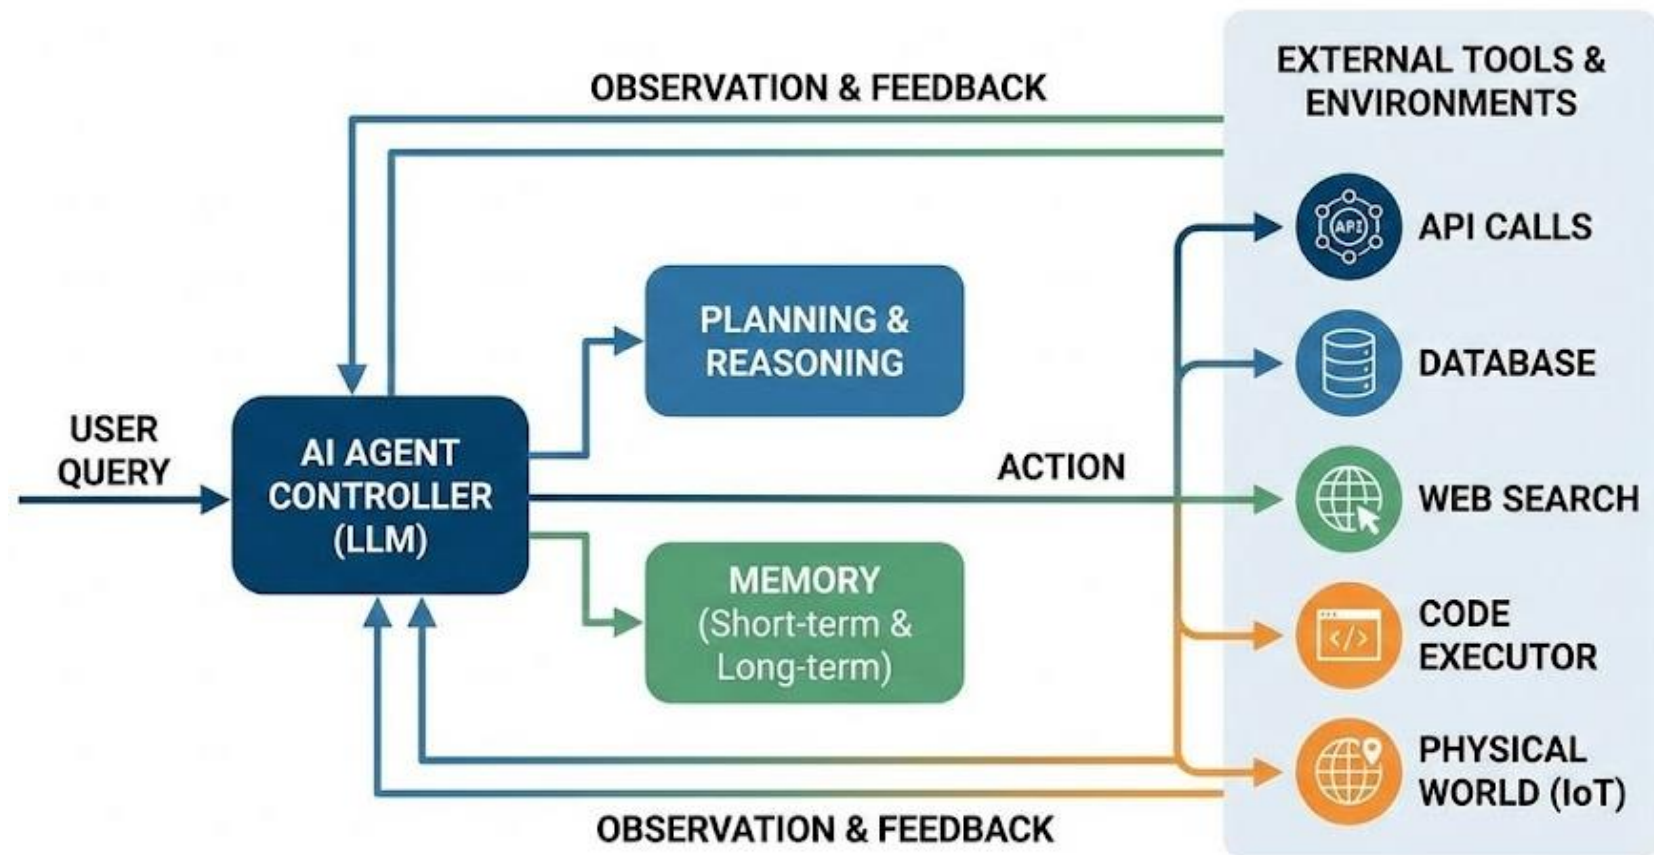 OBSERVATION & FEEDBACK
EXTERNAL TOOLS &
ENVIRONMENTS
API
API CALLS
PLANNING &
REASONING
DATABASE
USER
QUERY
AI AGENT
CONTROLLER
(LLM)
ACTION
WEB SEARCH
MEMORY
(Short-term &
Long-term)
</>
CODE
EXECUTOR
PHYSICAL
WORLD (IoT)
OBSERVATION & FEEDBACK